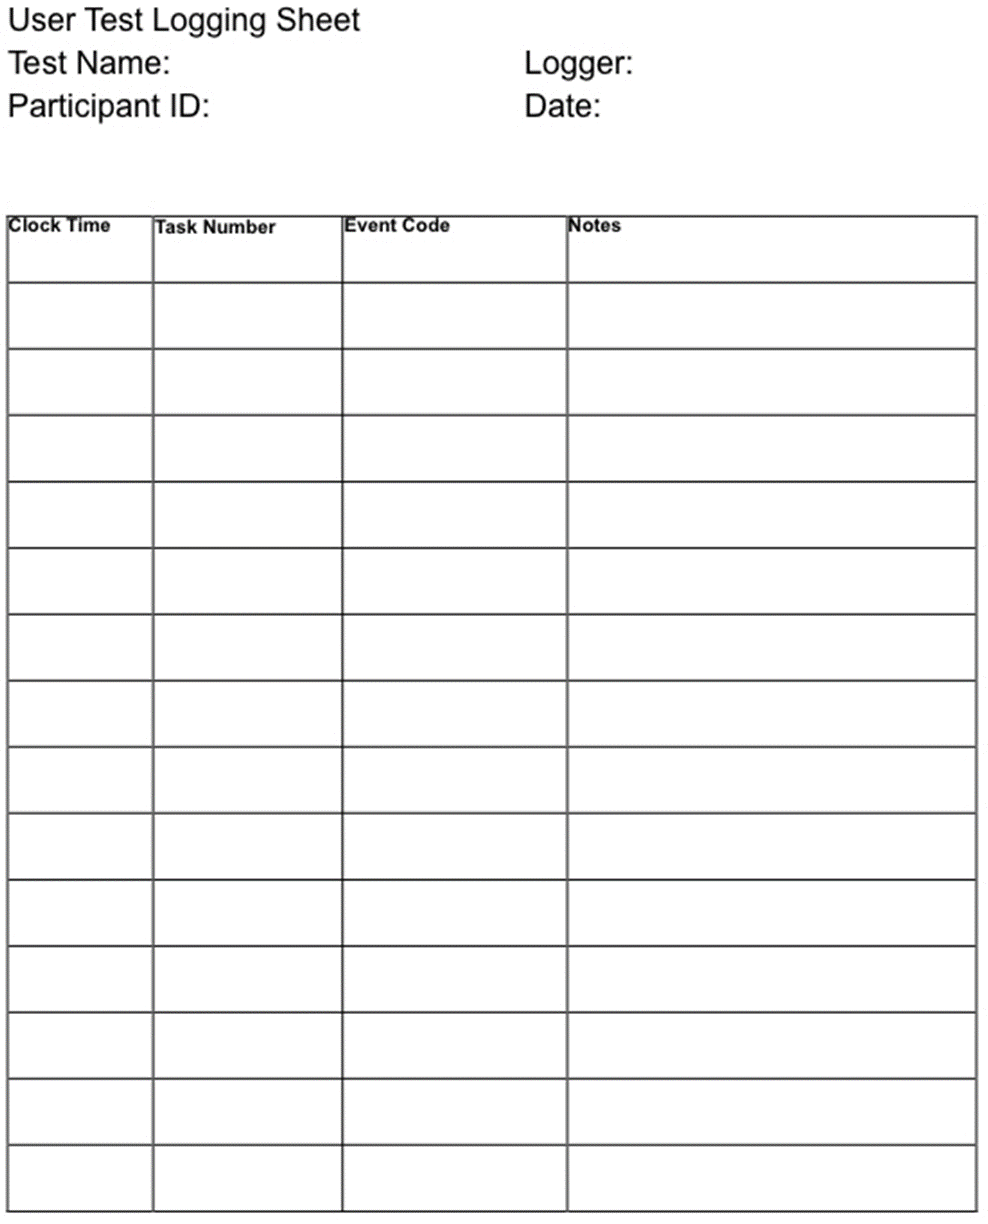 User Test Logging Sheet
Test Name: Logger:
Participant ID: Date:
Clock Time Task Number Event Code Notes